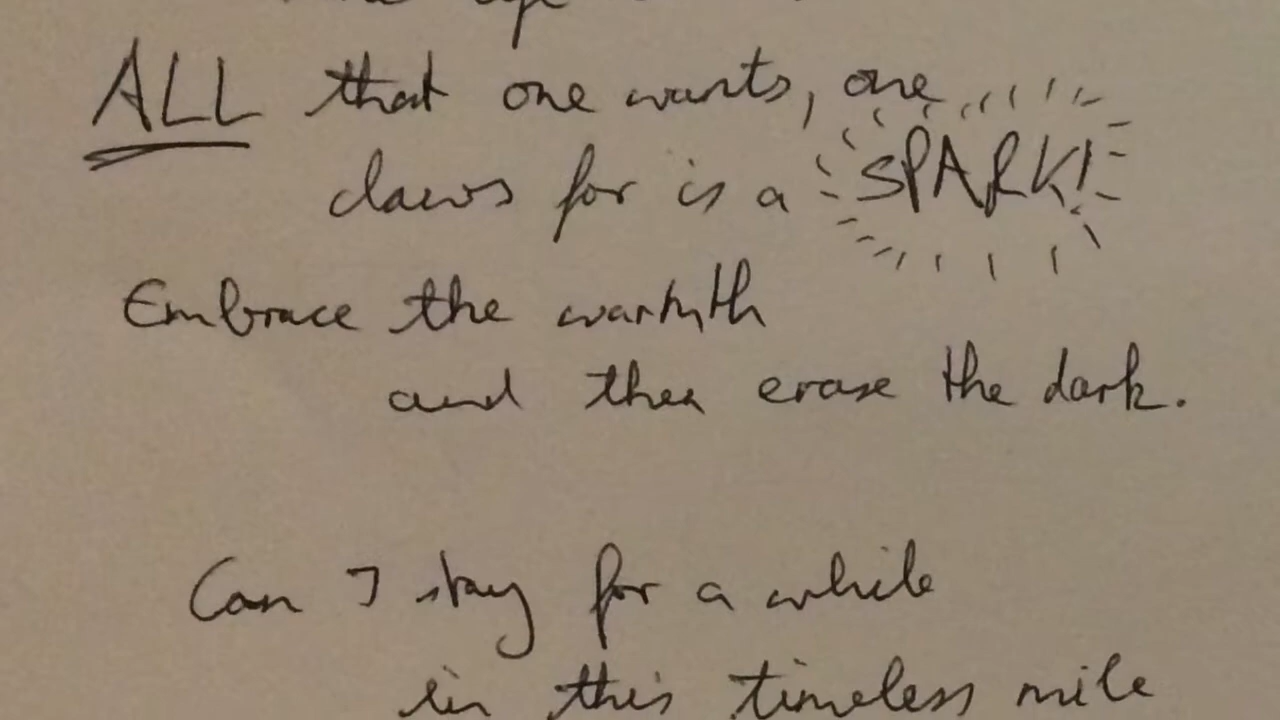 ALL that one wants, one
claws for is a SPARK!
Embrace the warmth
and then erase the dark.
Can I stay for a while
in this timeless mile